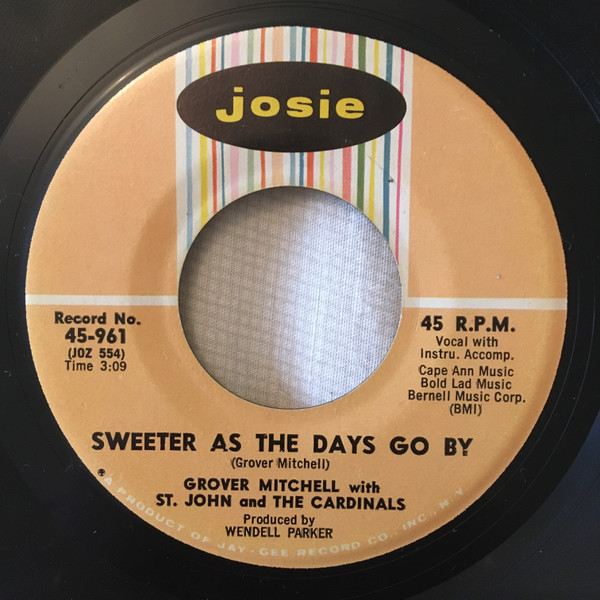 josie
Record No.
45-961
(JOZ 554)
Time 3:09
45 R.P.M.
Vocal with
Instru. Accomp.
Cape Ann Music
Bold Lad Music
Bernell Music Corp.
(BMI)
SWEETER AS THE DAYS GO BY
(Grover Mitchell)
GROVER MITCHELL with
ST. JOHN and THE CARDINALS
Produced by
WENDELL PARKER
A PRODUCT OF JAY-GEE RECORD CO., INC., N. Y.